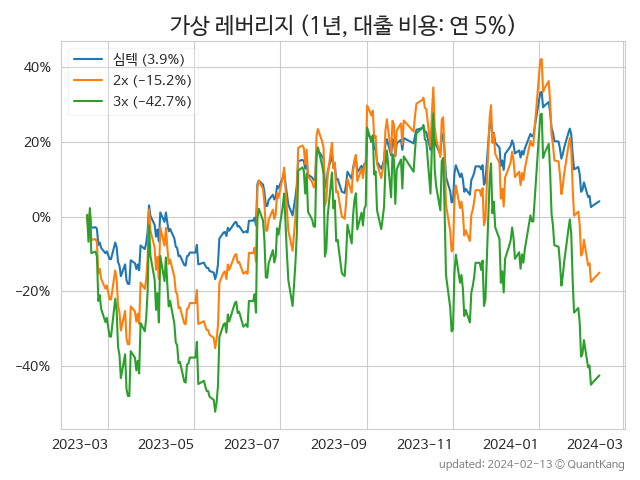 가상 레버리지 (1년, 대출 비용: 연 5%)
심텍 (3.9%)
2x (−15.2%)
3x (−42.7%)
40%
20%
0%
−20%
−40%
2023-03 2023-05 2023-07 2023-09 2023-11 2024-01 2024-03
updated: 2024-02-13 © QuantKang